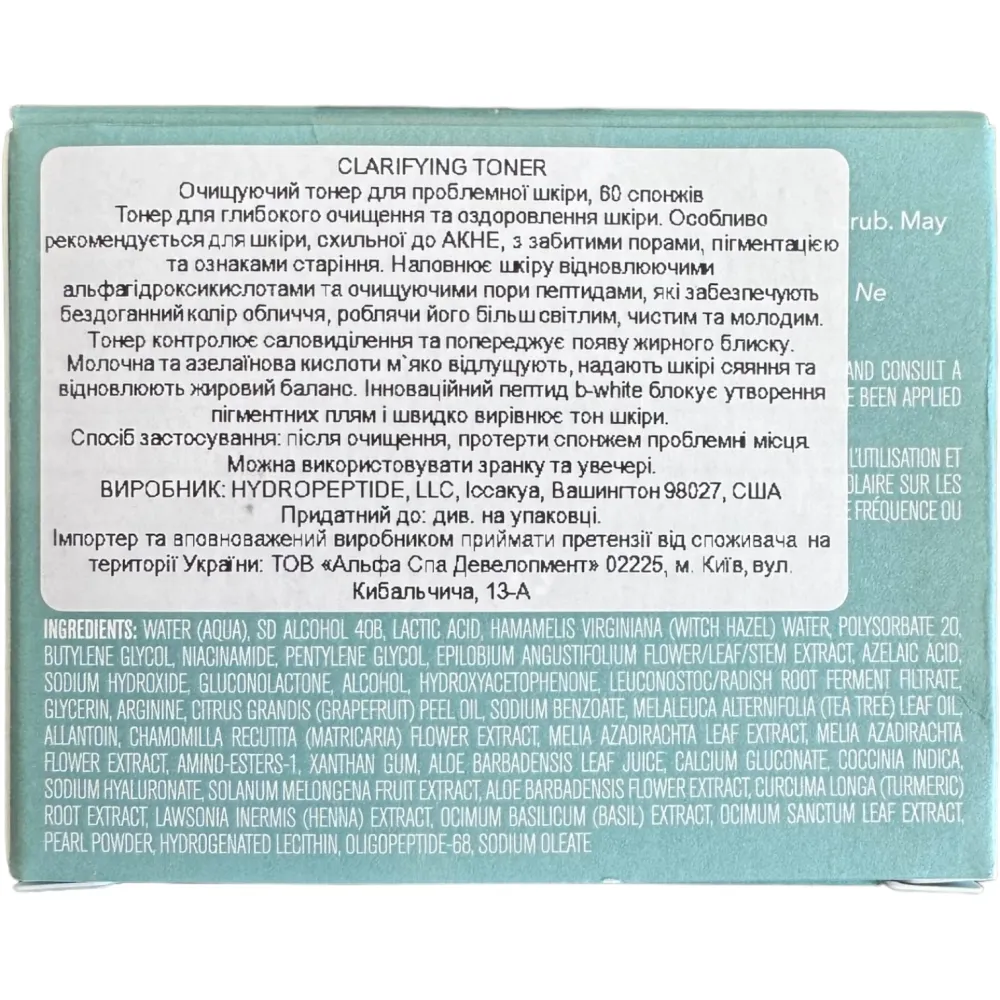 CLARIFYING TONER
Очищуючий тонер для проблемної шкіри, 60 спонжів
Тонер для глибокого очищення та оздоровлення шкіри. Особливо
рекомендується для шкіри, схильної до АКНЕ, з забитими порами, пігментацією
та ознаками старіння. Наповнює шкіру відновлюючими
альфагідроксикислотами та очищуючими пори пептидами, які забезпечують
бездоганний колір обличчя, роблячи його більш світлим, чистим та молодим.
Тонер контролює саловиділення та попереджує появу жирного блиску.
Молочна та азелаїнова кислоти м`яко відлущують, надають шкірі сяяння та
відновлюють жировий баланс. Інноваційний пептид b-white блокує утворення
пігментних плям і швидко вирівнює тон шкіри.
Спосіб застосування: після очищення, протерти спонжем проблемні місця.
Можна використовувати зранку та увечері.
ВИРОБНИК: HYDROPEPTIDE, LLC, Іссакуа, Вашингтон 98027, США
Придатний до: див. на упаковці.
Імпортер та вповноважений виробником приймати претензії від споживача на
території України: ТОВ «Альфа Спа Девелопмент» 02225, м. Київ, вул.
Кибальчича, 13-А
rub. May
Ne
AND CONSULT A
BEEN APPLIED
L'UTILISATION ET
OLAIRE SUR LES
FRÉQUENCE OU
INGREDIENTS: WATER (AQUA), SD ALCOHOL 40B, LACTIC ACID, HAMAMELIS VIRGINIANA (WITCH HAZEL) WATER, POLYSORBATE 20,
BUTYLENE GLYCOL, NIACINAMIDE, PENTYLENE GLYCOL, EPILOBIUM ANGUSTIFOLIUM FLOWER/LEAF/STEM EXTRACT, AZELAIC ACID,
SODIUM HYDROXIDE, GLUCONOLACTONE, ALCOHOL, HYDROXYACETOPHENONE, LEUCONOSTOC/RADISH ROOT FERMENT FILTRATE,
GLYCERIN, ARGININE, CITRUS GRANDIS (GRAPEFRUIT) PEEL OIL, SODIUM BENZOATE, MELALEUCA ALTERNIFOLIA (TEA TREE) LEAF OIL,
ALLANTOIN, CHAMOMILLA RECUTITA (MATRICARIA) FLOWER EXTRACT, MELIA AZADIRACHTA LEAF EXTRACT, MELIA AZADIRACHTA
FLOWER EXTRACT, AMINO-ESTERS-1, XANTHAN GUM, ALOE BARBADENSIS LEAF JUICE, CALCIUM GLUCONATE, COCCINIA INDICA,
SODIUM HYALURONATE, SOLANUM MELONGENA FRUIT EXTRACT, ALOE BARBADENSIS FLOWER EXTRACT, CURCUMA LONGA (TURMERIC)
ROOT EXTRACT, LAWSONIA INERMIS (HENNA) EXTRACT, OCIMUM BASILICUM (BASIL) EXTRACT, OCIMUM SANCTUM LEAF EXTRACT,
PEARL POWDER, HYDROGENATED LECITHIN, OLIGOPEPTIDE-68, SODIUM OLEATE